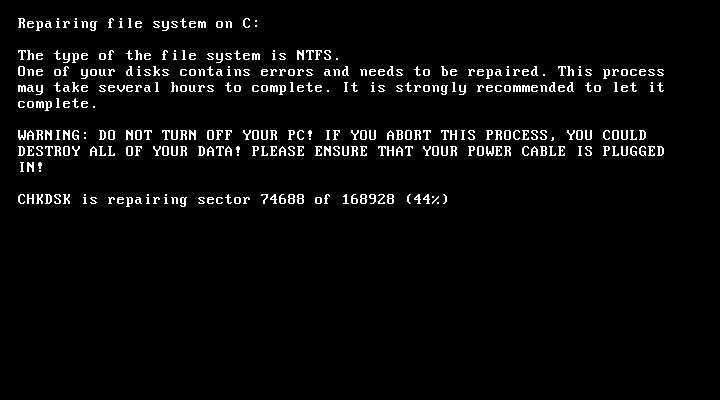 Repairing file system on C:
The type of the file system is NTFS.
One of your disks contains errors and needs to be repaired. This process
may take several hours to complete. It is strongly recommended to let it
complete.
WARNING: DO NOT TURN OFF YOUR PC! IF YOU ABORT THIS PROCESS, YOU COULD
DESTROY ALL OF YOUR DATA! PLEASE ENSURE THAT YOUR POWER CABLE IS PLUGGED
IN!
CHKDSK is repairing sector 74688 of 168928 (44%)